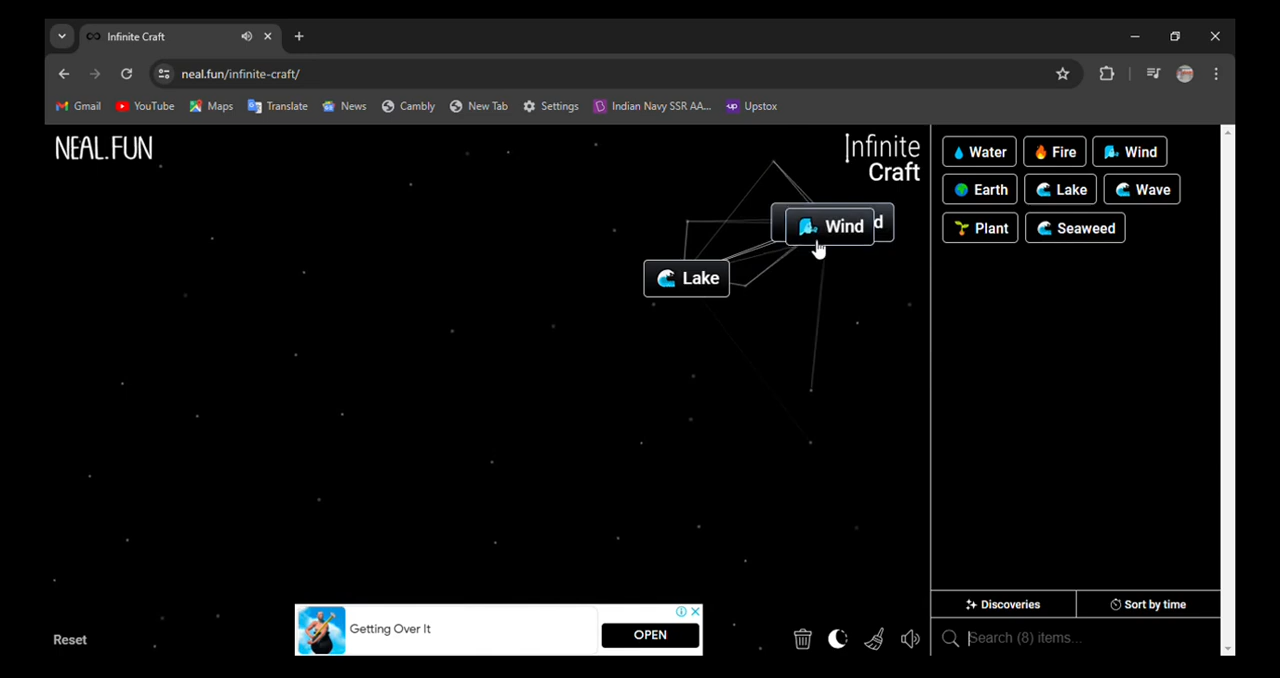 Infinite Craft
neal.fun/infinite-craft/
Gmail YouTube Maps Translate News Cambly New Tab Settings Indian Navy SSR AA... Upstox
NEAL.FUN
Infinite
Craft
Water Fire Wind
Earth Lake Wave
Plant Seaweed
Wind d
Lake
Discoveries Sort by time
Search (8) items...
Getting Over It
OPEN
Reset